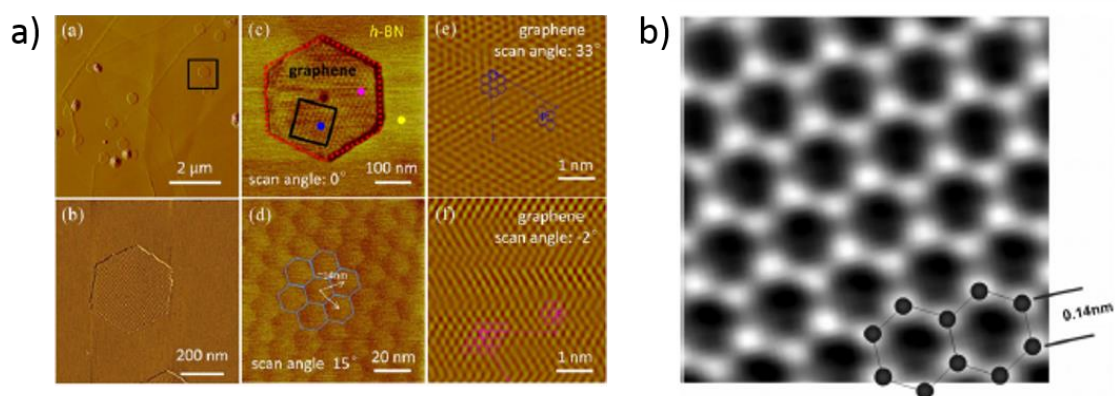 a)
(a)
2 μm
(b)
200 nm
(c)
h-BN
graphene
scan angle: 0°
100 nm
(d)
~14nm
scan angle 15°
20 nm
(e)
graphene
scan angle: 33°
1 nm
(f)
graphene
scan angle: -2°
1 nm
b)
0.14nm